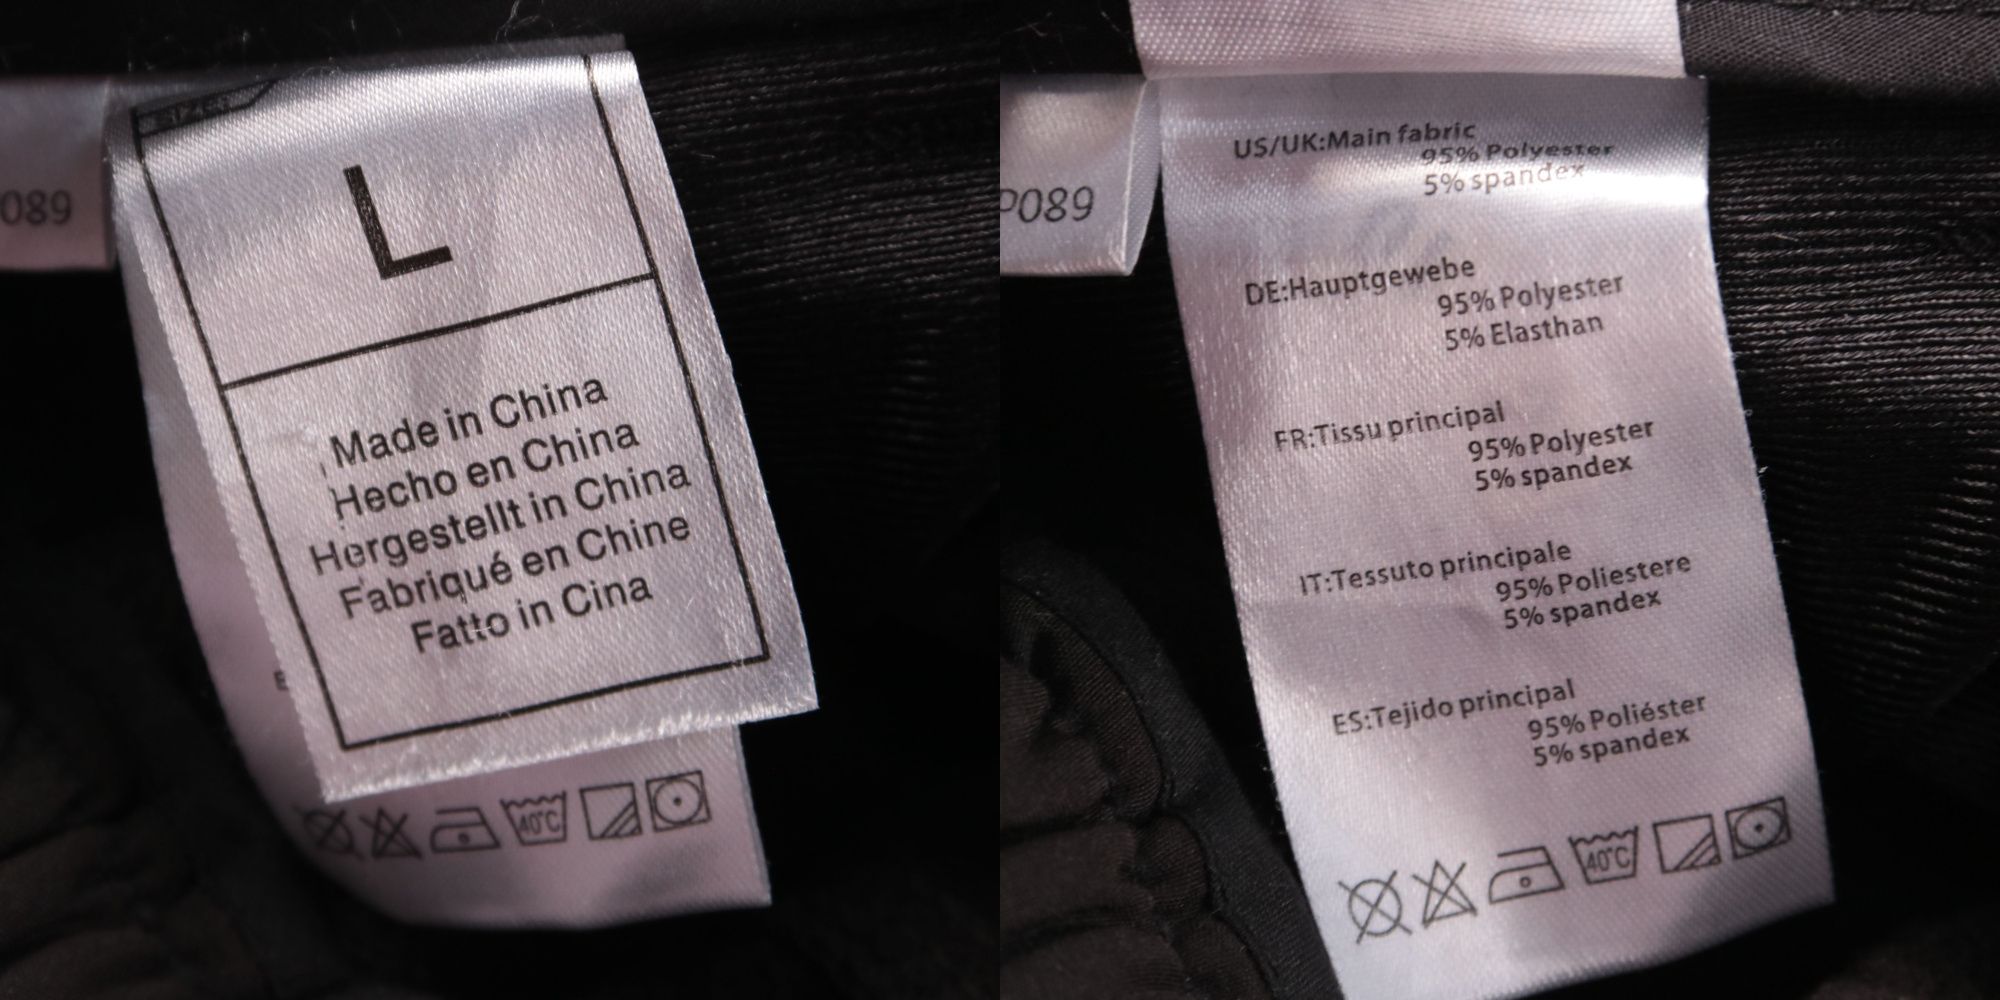 089
L
Made in China
Hecho en China
Hergestellt in China
Fabriqué en Chine
Fatto in Cina
E
40°C
P089
US/UK:Main fabric
95% Polyester
5% spandex
DE:Hauptgewebe
95% Polyester
5% Elasthan
FR:Tissu principal
95% Polyester
5% spandex
IT:Tessuto principale
95% Poliestere
5% spandex
ES:Tejido principal
95% Poliéster
5% spandex
40°C